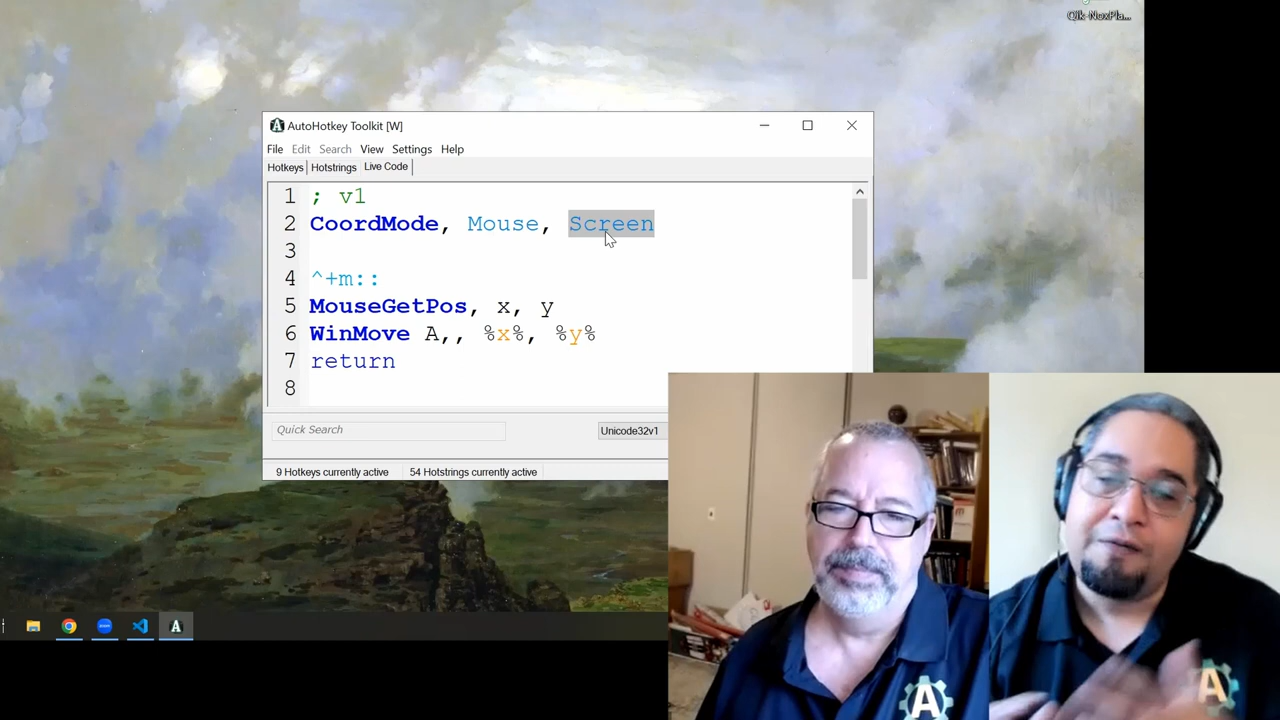 Qlk-NoxPla...
AutoHotkey Toolkit [W]
File Edit Search View Settings Help
Hotkeys Hotstrings Live Code
1 ; v1
2 CoordMode, Mouse, Screen
3
4 ^+m::
5 MouseGetPos, x, y
6 WinMove A,, %x%, %y%
7 return
8
Quick Search
Unicode32v1
9 Hotkeys currently active 54 Hotstrings currently active
A
A